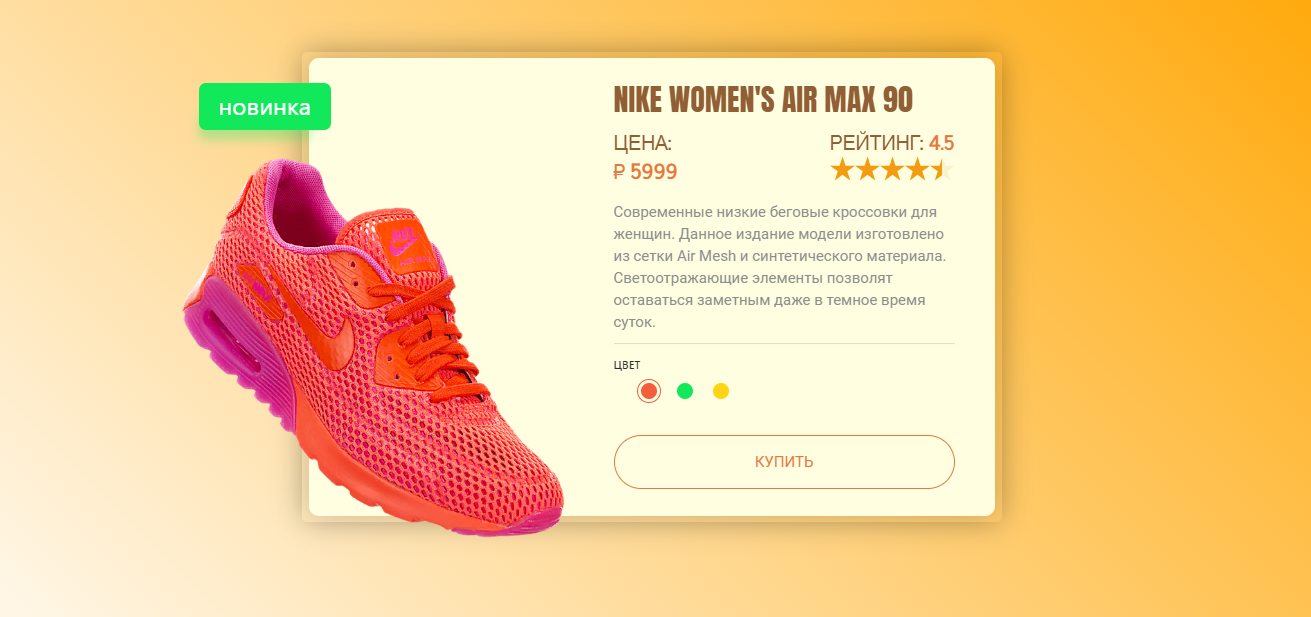 новинка
NIKE WOMEN'S AIR MAX 90
ЦЕНА:
₽ 5999
РЕЙТИНГ: 4.5
Современные низкие беговые кроссовки для
женщин. Данное издание модели изготовлено
из сетки Air Mesh и синтетического материала.
Светоотражающие элементы позволят
оставаться заметным даже в темное время
суток.
ЦВЕТ
КУПИТЬ